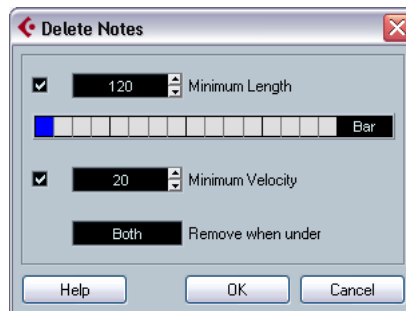 Delete Notes
120 Minimum Length
Bar
20 Minimum Velocity
Both Remove when under
Help OK Cancel